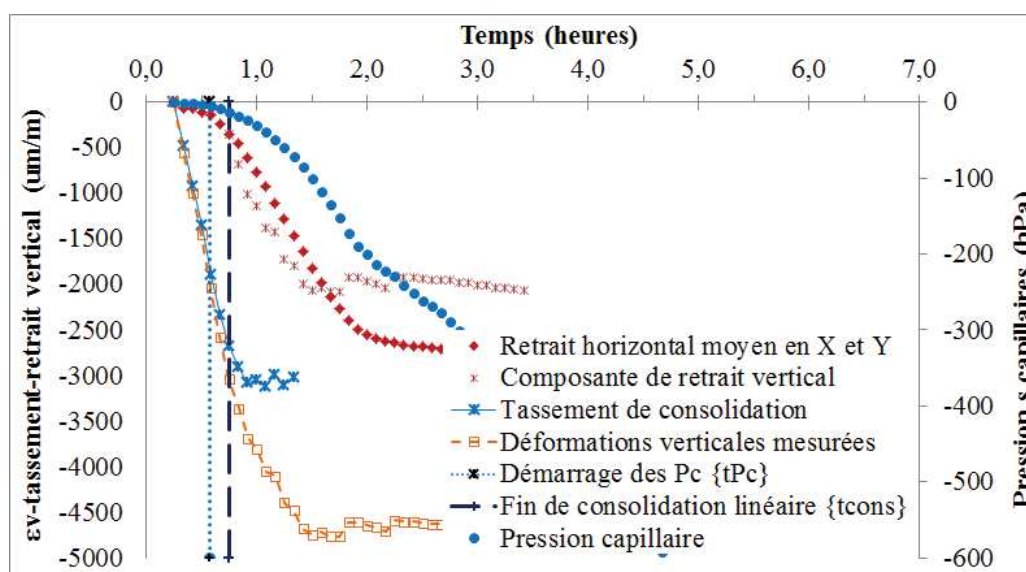 Temps (heures)
0,0 1,0 2,0 3,0 4,0 5,0 6,0 7,0
εv-tassement-retrait vertical (um/m)
0
-500
-1000
-1500
-2000
-2500
-3000
-3500
-4000
-4500
-5000
Retrait horizontal moyen en X et Y
Composante de retrait vertical
Tassement de consolidation
Déformations verticales mesurées
Démarrage des Pc {tPc}
Fin de consolidation linéaire {tcons}
Pression capillaire
0
-100
-200
-300
-400
-500
-600
Pression s capillaires (hPa)